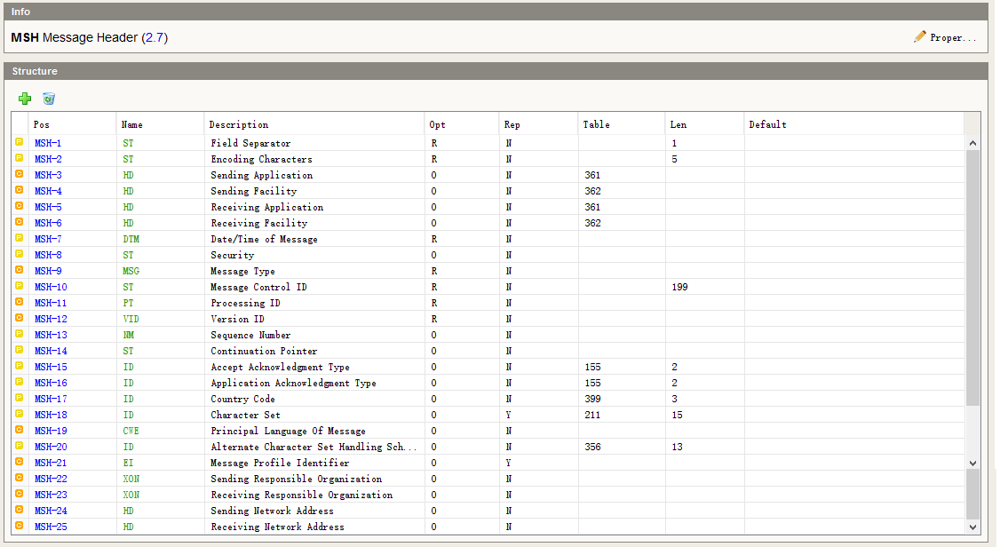 Info
MSH Message Header (2.7) Proper...
Structure
Pos Name Description Opt Rep Table Len Default
P MSH-1 ST Field Separator R N 1
P MSH-2 ST Encoding Characters R N 5
C MSH-3 HD Sending Application O N 361
C MSH-4 HD Sending Facility O N 362
C MSH-5 HD Receiving Application O N 361
C MSH-6 HD Receiving Facility O N 362
P MSH-7 DTM Date/Time of Message R N
P MSH-8 ST Security O N
C MSH-9 MSG Message Type R N
P MSH-10 ST Message Control ID R N 199
C MSH-11 PT Processing ID R N
C MSH-12 VID Version ID R N
P MSH-13 NM Sequence Number O N
P MSH-14 ST Continuation Pointer O N
P MSH-15 ID Accept Acknowledgment Type O N 155 2
P MSH-16 ID Application Acknowledgment Type O N 155 2
P MSH-17 ID Country Code O N 399 3
P MSH-18 ID Character Set O Y 211 15
C MSH-19 CWE Principal Language Of Message O N
P MSH-20 ID Alternate Character Set Handling Sch... O N 356 13
C MSH-21 EI Message Profile Identifier O Y
C MSH-22 XON Sending Responsible Organization O N
C MSH-23 XON Receiving Responsible Organization O N
C MSH-24 HD Sending Network Address O N
C MSH-25 HD Receiving Network Address O N